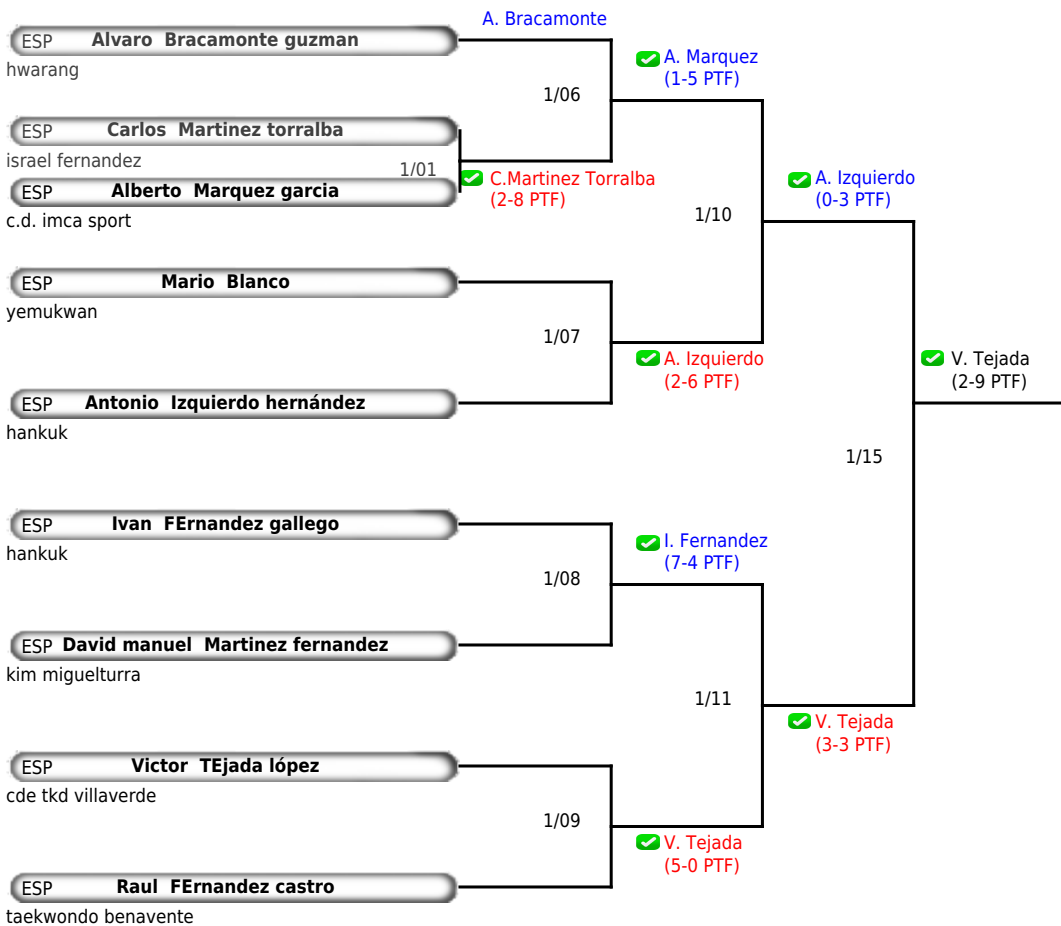 A. Bracamonte
ESP Alvaro Bracamonte guzman
hwarang
A. Marquez
(1-5 PTF)
1/06
ESP Carlos Martinez torralba
israel fernandez
1/01
C.Martinez Torralba
(2-8 PTF)
ESP Alberto Marquez garcia
c.d. imca sport
A. Izquierdo
(0-3 PTF)
1/10
ESP Mario Blanco
yemukwan
1/07
A. Izquierdo
(2-6 PTF)
V. Tejada
(2-9 PTF)
ESP Antonio Izquierdo hernández
hankuk
1/15
ESP Ivan FErnandez gallego
hankuk
I. Fernandez
(7-4 PTF)
1/08
ESP David manuel Martinez fernandez
kim miguelturra
1/11
V. Tejada
(3-3 PTF)
ESP Victor TEjada lópez
cde tkd villaverde
1/09
V. Tejada
(5-0 PTF)
ESP Raul FErnandez castro
taekwondo benavente